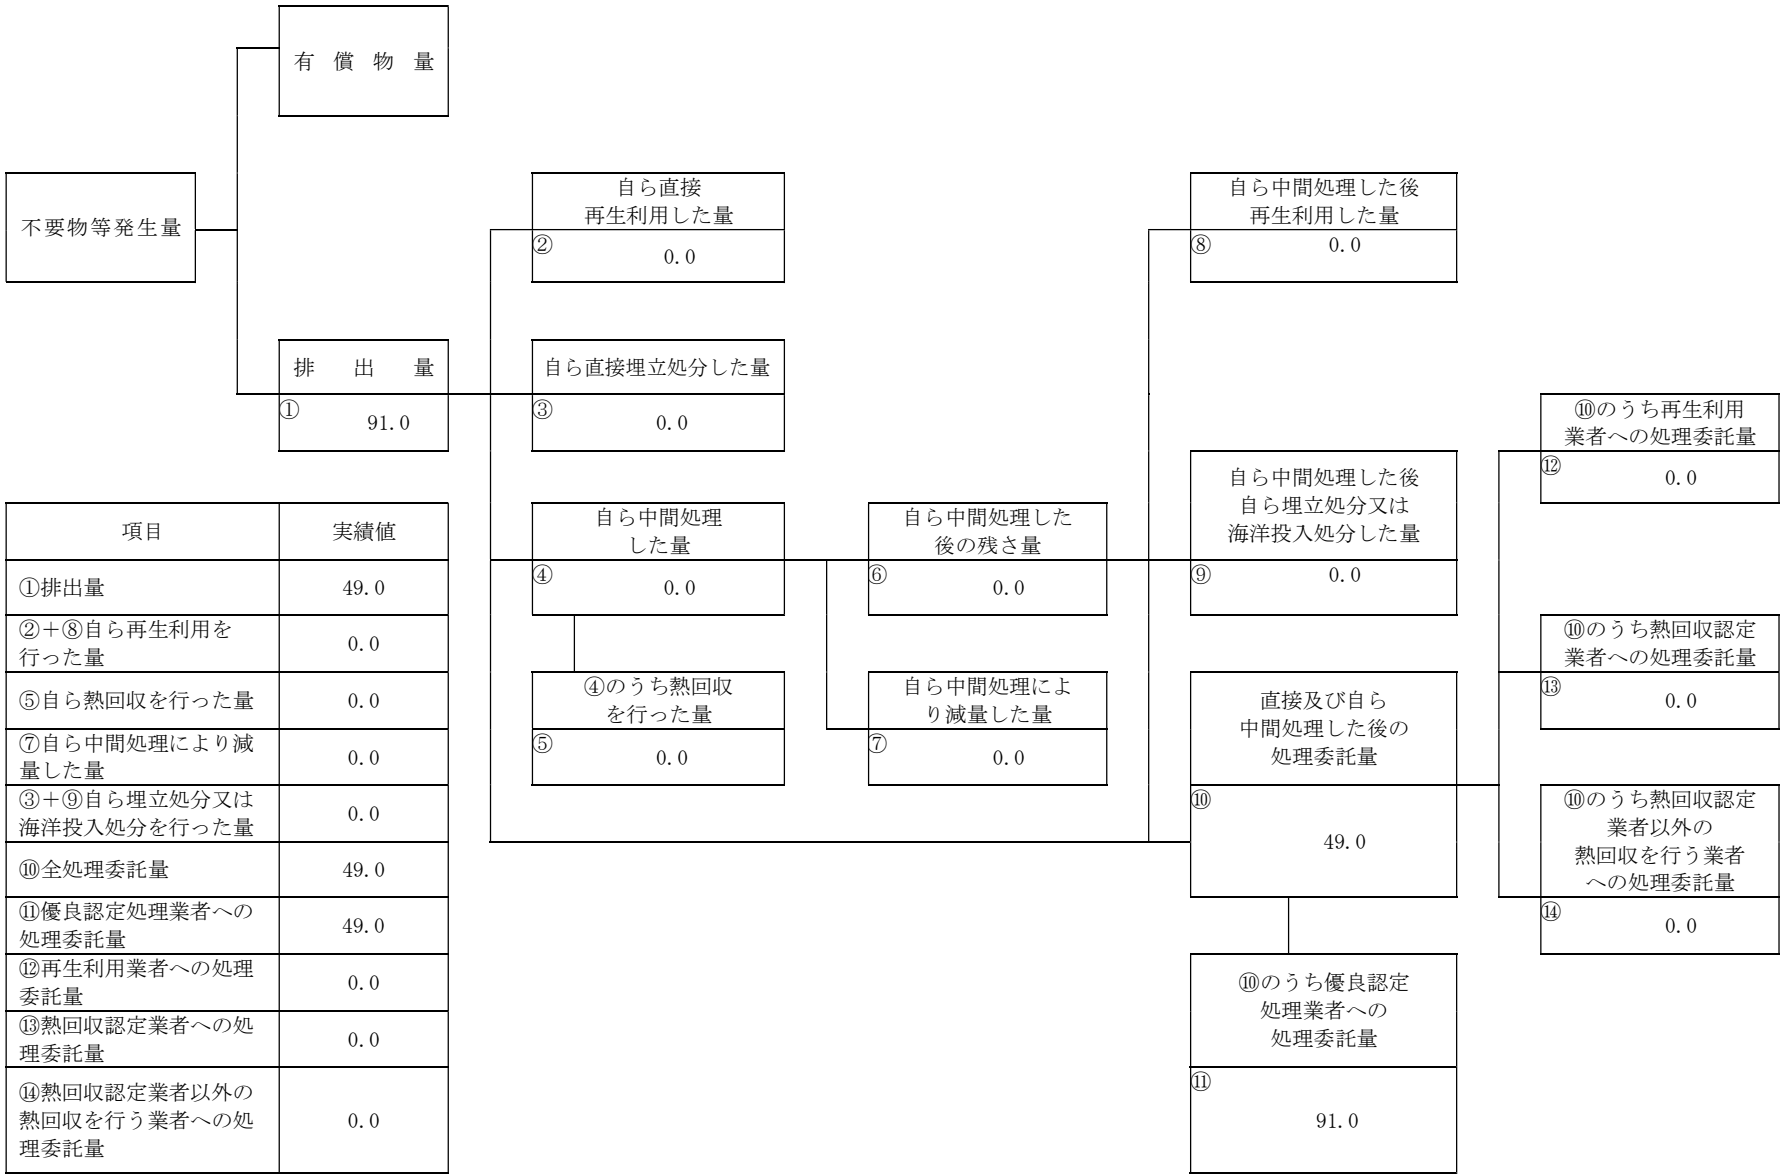 有償物量
不要物等発生量
自ら直接
再生利用した量
②
0.0
自ら中間処理した後
再生利用した量
⑧
0.0
排出量
①
91.0
自ら直接埋立処分した量
③
0.0
⑩のうち再生利用
業者への処理委託量
⑫
0.0
自ら中間処理
した量
④
0.0
自ら中間処理した
後の残さ量
⑥
0.0
自ら中間処理した後
自ら埋立処分又は
海洋投入処分した量
⑨
0.0
⑩のうち熱回収認定
業者への処理委託量
⑬
0.0
④のうち熱回収
を行った量
⑤
0.0
自ら中間処理によ
り減量した量
⑦
0.0
直接及び自ら
中間処理した後の
処理委託量
⑩
49.0
⑩のうち熱回収認定
業者以外の
熱回収を行う業者
への処理委託量
⑭
0.0
⑩のうち優良認定
処理業者への
処理委託量
⑪
91.0
項目 実績値
①排出量 49.0
②＋⑧自ら再生利用を
行った量 0.0
⑤自ら熱回収を行った量 0.0
⑦自ら中間処理により減
量した量 0.0
③＋⑨自ら埋立処分又は
海洋投入処分を行った量 0.0
⑩全処理委託量 49.0
⑪優良認定処理業者への
処理委託量 49.0
⑫再生利用業者への処理
委託量 0.0
⑬熱回収認定業者への処
理委託量 0.0
⑭熱回収認定業者以外の
熱回収を行う業者への処
理委託量 0.0